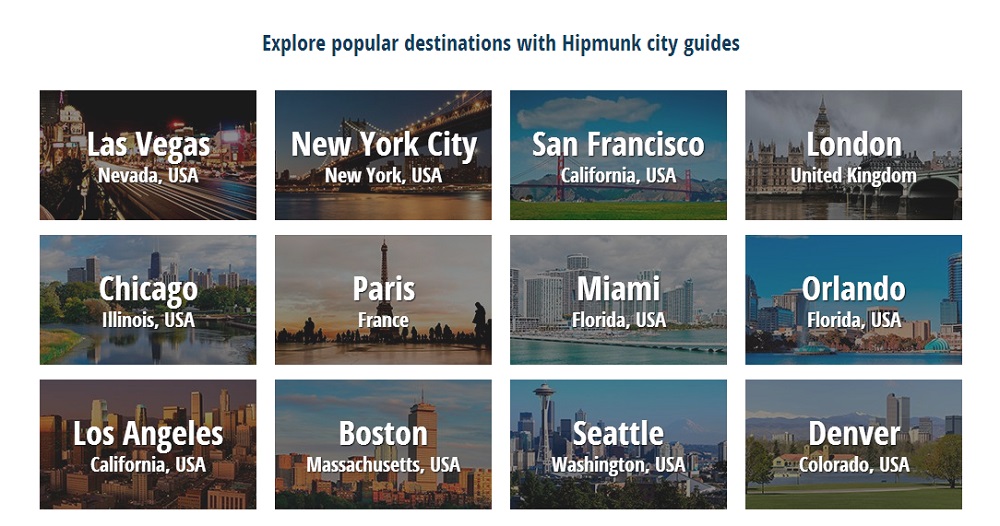 Explore popular destinations with Hipmunk city guides
Las Vegas
Nevada, USA
New York City
New York, USA
San Francisco
California, USA
London
United Kingdom
Chicago
Illinois, USA
Paris
France
Miami
Florida, USA
Orlando
Florida, USA
Los Angeles
California, USA
Boston
Massachusetts, USA
Seattle
Washington, USA
Denver
Colorado, USA